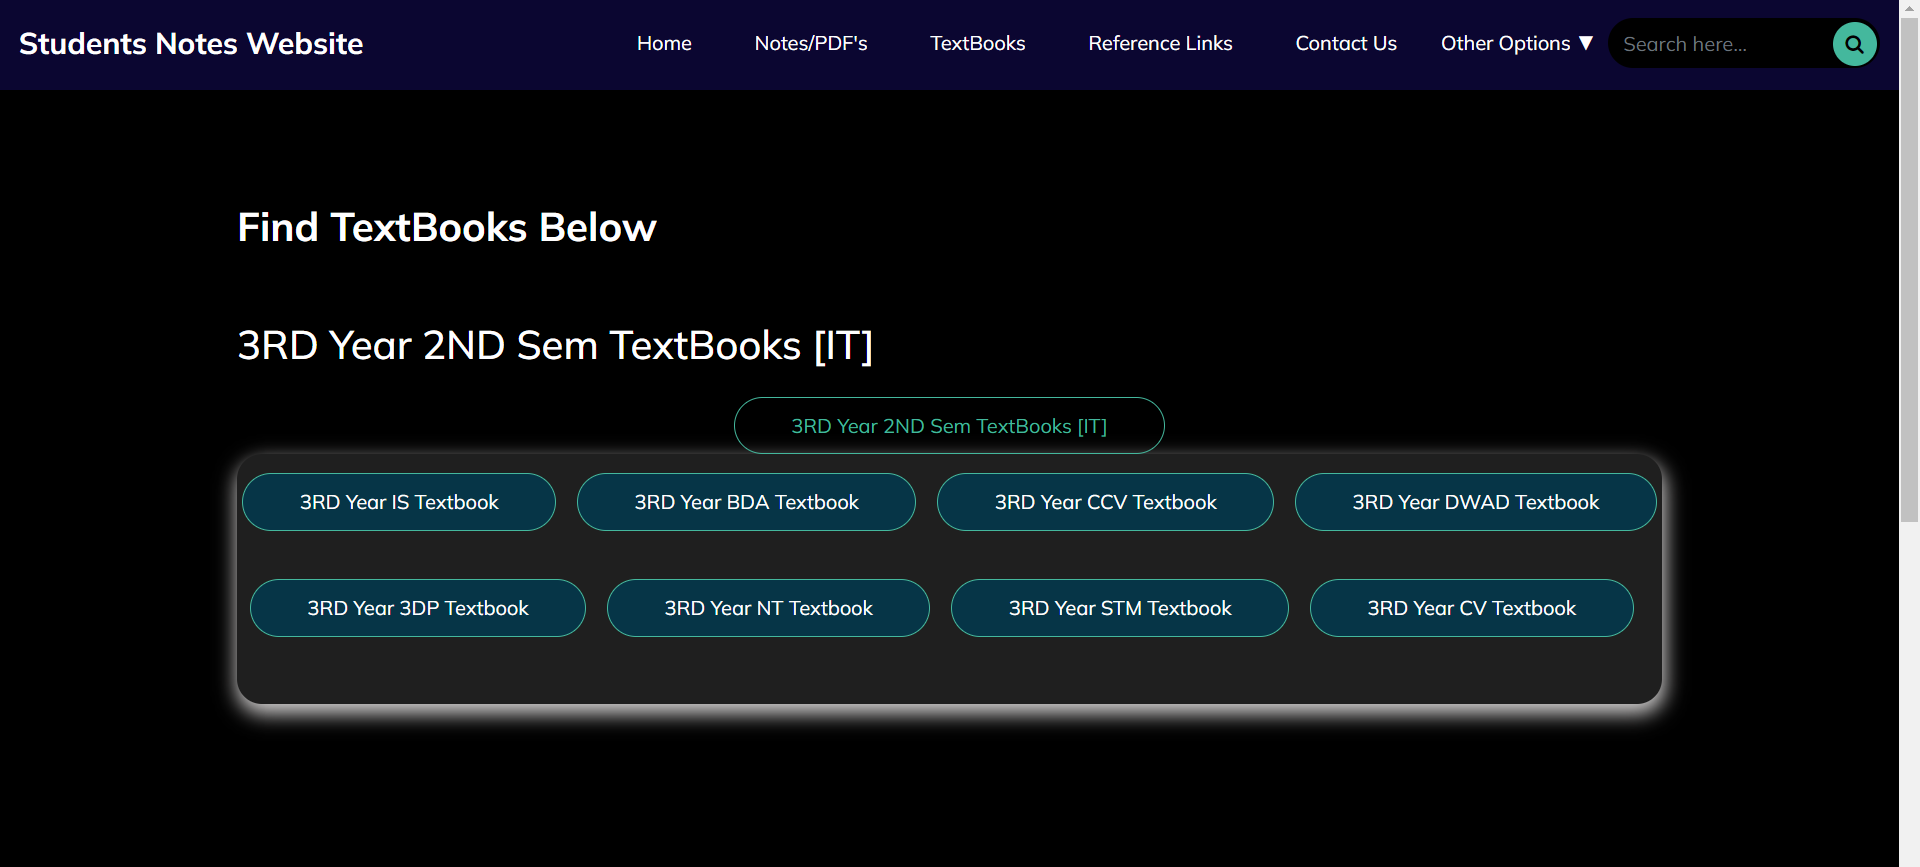 Students Notes Website
Home Notes/PDF's TextBooks Reference Links Contact Us Other Options ▼ Search here...
Find TextBooks Below
3RD Year 2ND Sem TextBooks [IT]
3RD Year 2ND Sem TextBooks [IT]
3RD Year IS Textbook 3RD Year BDA Textbook 3RD Year CCV Textbook 3RD Year DWAD Textbook
3RD Year 3DP Textbook 3RD Year NT Textbook 3RD Year STM Textbook 3RD Year CV Textbook